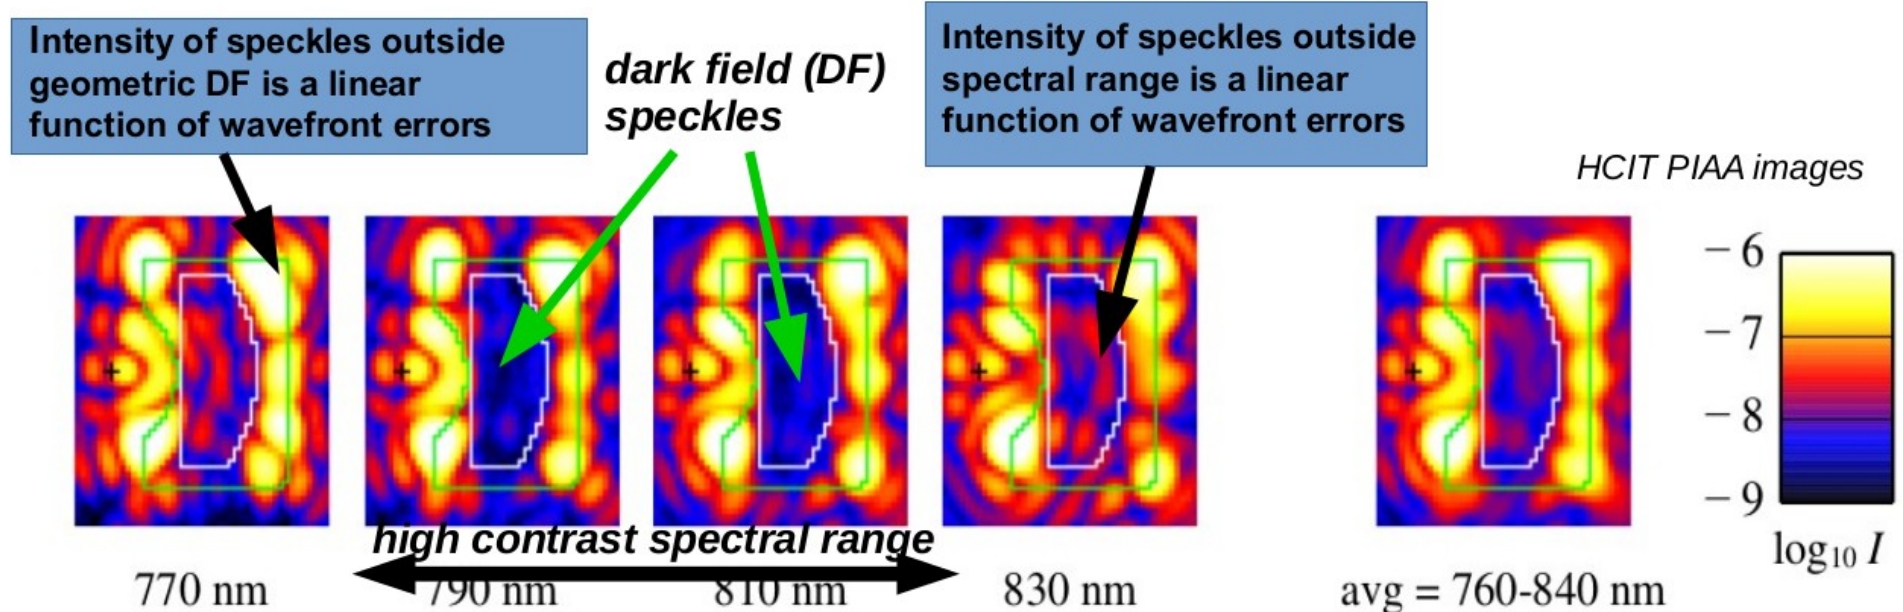 Intensity of speckles outside
geometric DF is a linear
function of wavefront errors
dark field (DF)
speckles
Intensity of speckles outside
spectral range is a linear
function of wavefront errors
HCIT PIAA images
high contrast spectral range
770 nm
790 nm
810 nm
830 nm
avg = 760-840 nm
− 6
− 7
− 8
− 9
log₁₀ I